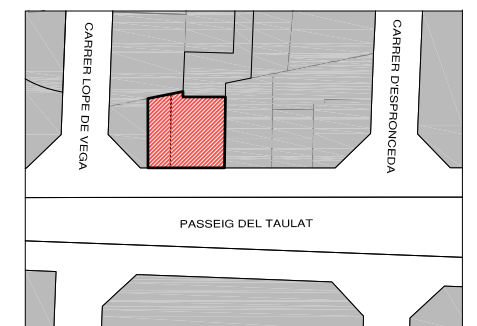 CARRER LOPE DE VEGA
CARRER D'ESPRONCEDA
PASSEIG DEL TAULAT